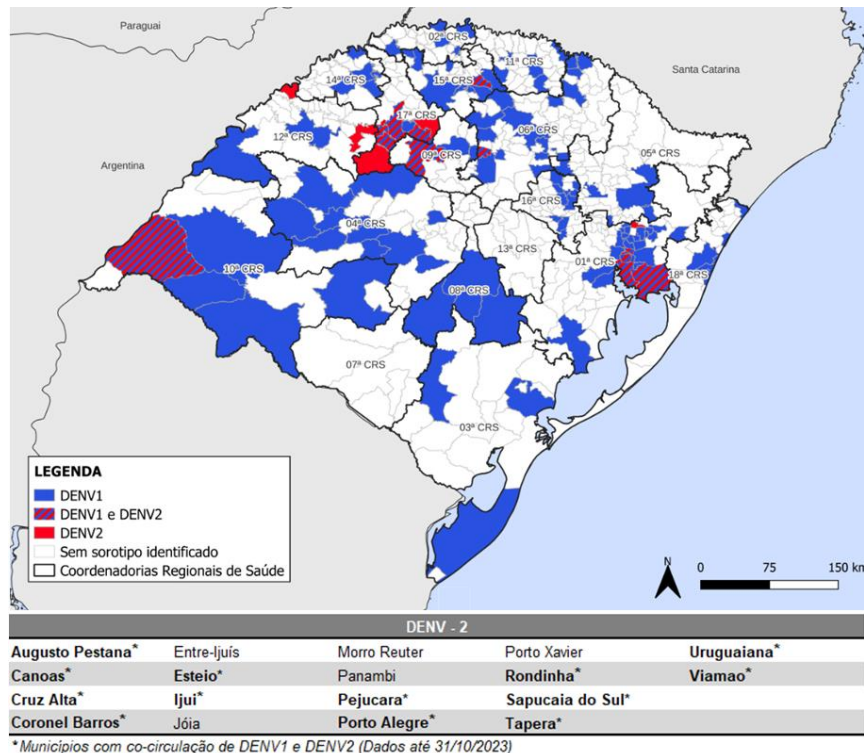 Paraguai
02ª CRS
11ª CRS
Santa Catarina
14ª CRS
15ª CRS
17ª CRS
12ª CRS
06ª CRS
05ª CRS
Argentina
09ª CRS
16ª CRS
04ª CRS
13ª CRS
01ª CRS
10ª CRS
18ª CRS
08ª CRS
07ª CRS
03ª CRS
LEGENDA
DENV1
DENV1 e DENV2
DENV2
Sem sorotipo identificado
Coordenadorias Regionais de Saúde
N
0 75 150 km
DENV - 2
Augusto Pestana* Entre-Ijuís Morro Reuter Porto Xavier Uruguaiana*
Canoas* Esteio* Panambi Rondinha* Viamao*
Cruz Alta* Ijui* Pejucara* Sapucaia do Sul*
Coronel Barros* Jóia Porto Alegre* Tapera*
*Municípios com co-circulação de DENV1 e DENV2 (Dados até 31/10/2023)